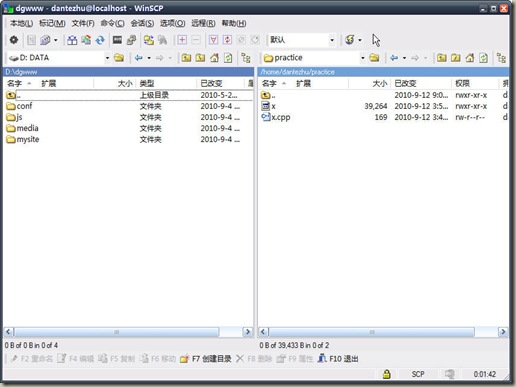 dgwww - dantezhu@localhost - WinSCP
本地(L) 标记(M) 文件(F) 命令(C) 会话(S) 选项(O) 远程(R) 帮助(H)
默认
D: DATA practice
D:\dgwww /home/dantezhu/practice
名字 扩展 大小 类型 已改变 名字 扩展 大小 已改变 权限
.. 上级目录 2010-5-2... .. 2010-9-12 9:0... rwxr-xr-x
conf 文件夹 2010-9-4 ... x 39,264 2010-9-12 3:5... rwxr-xr-x
js 文件夹 2010-9-4 ... x.cpp 169 2010-9-12 3:4... rw-r--r--
media 文件夹 2010-9-4 ...
mysite 文件夹 2010-9-4 ...
0 B of 0 B in 0 of 4 0 B of 39,433 B in 0 of 2
F2 重命名 F4 编辑 F5 复制 F6 移动 F7 创建目录 F8 删除 F9 属性 F10 退出
SCP 0:01:42